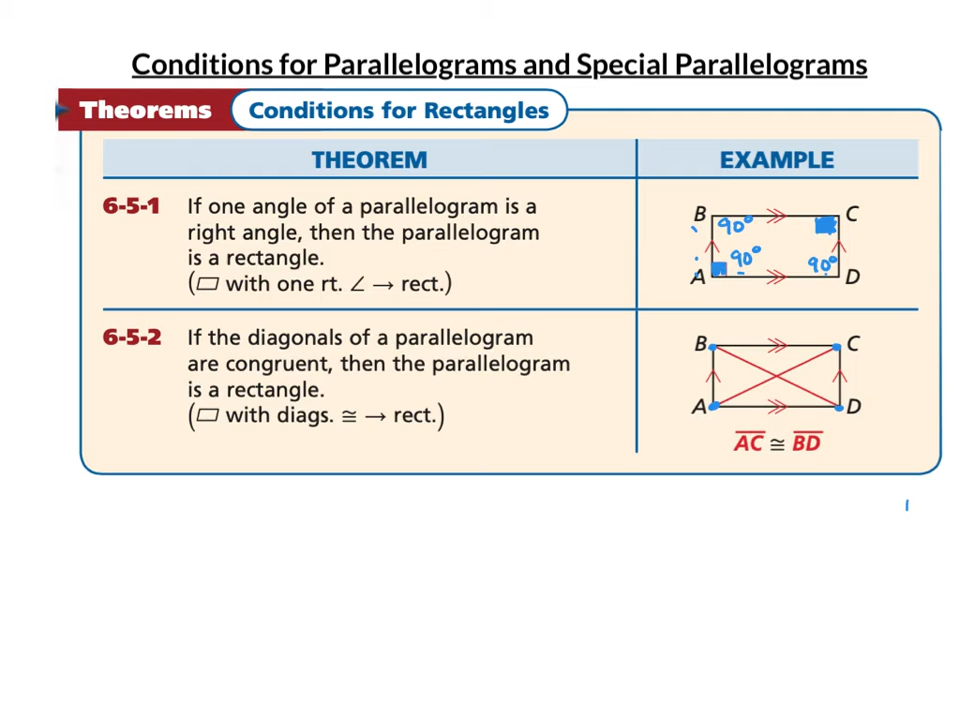 Conditions for Parallelograms and Special Parallelograms
Theorems Conditions for Rectangles
THEOREM EXAMPLE
6-5-1 If one angle of a parallelogram is a
right angle, then the parallelogram
is a rectangle.
(▱ with one rt. ∠ → rect.)
B C
90°
90°
90°
A D
6-5-2 If the diagonals of a parallelogram
are congruent, then the parallelogram
is a rectangle.
(▱ with diags. ≅ → rect.)
B C
A D
A͞C͞ ≅ B͞D͞